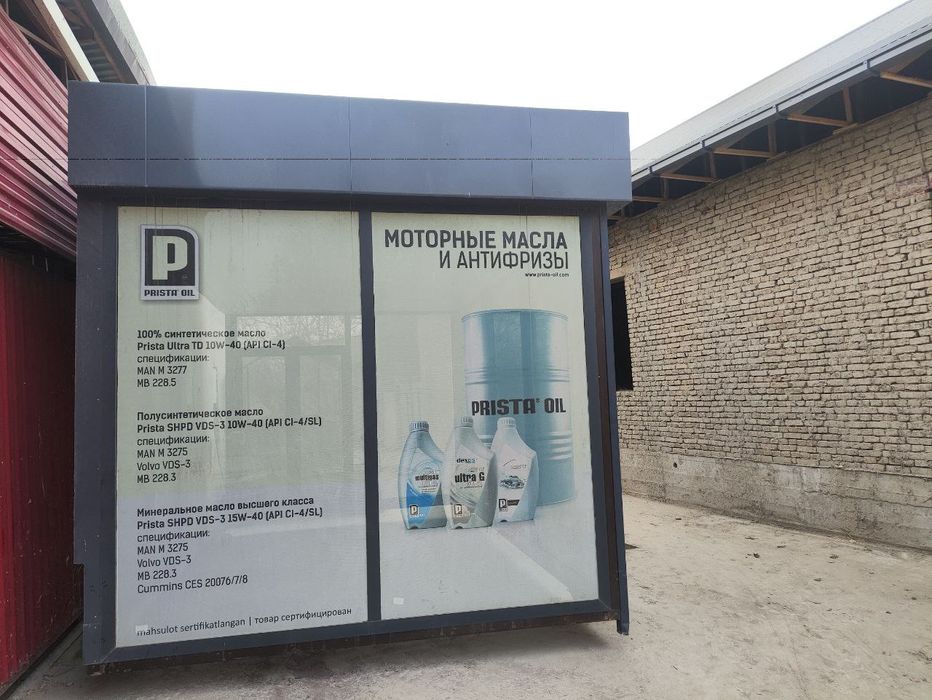 PRISTA® OIL
100% синтетическое масло
Prista Ultra TD 10W-40 (API CI-4)
спецификации:
MAN M 3277
MB 228.5
Полусинтетическое масло
Prista SHPD VDS-3 10W-40 (API CI-4/SL)
спецификации:
MAN M 3275
Volvo VDS-3
MB 228.3
Минеральное масло высшего класса
Prista SHPD VDS-3 15W-40 (API CI-4/SL)
спецификации:
MAN M 3275
Volvo VDS-3
MB 228.3
Cummins CES 20076/7/8
mahsulot sertifikatlangan | товар сертифицирован
МОТОРНЫЕ МАСЛА
И АНТИФРИЗЫ
www.prista-oil.com
PRISTA® OIL
ultra G